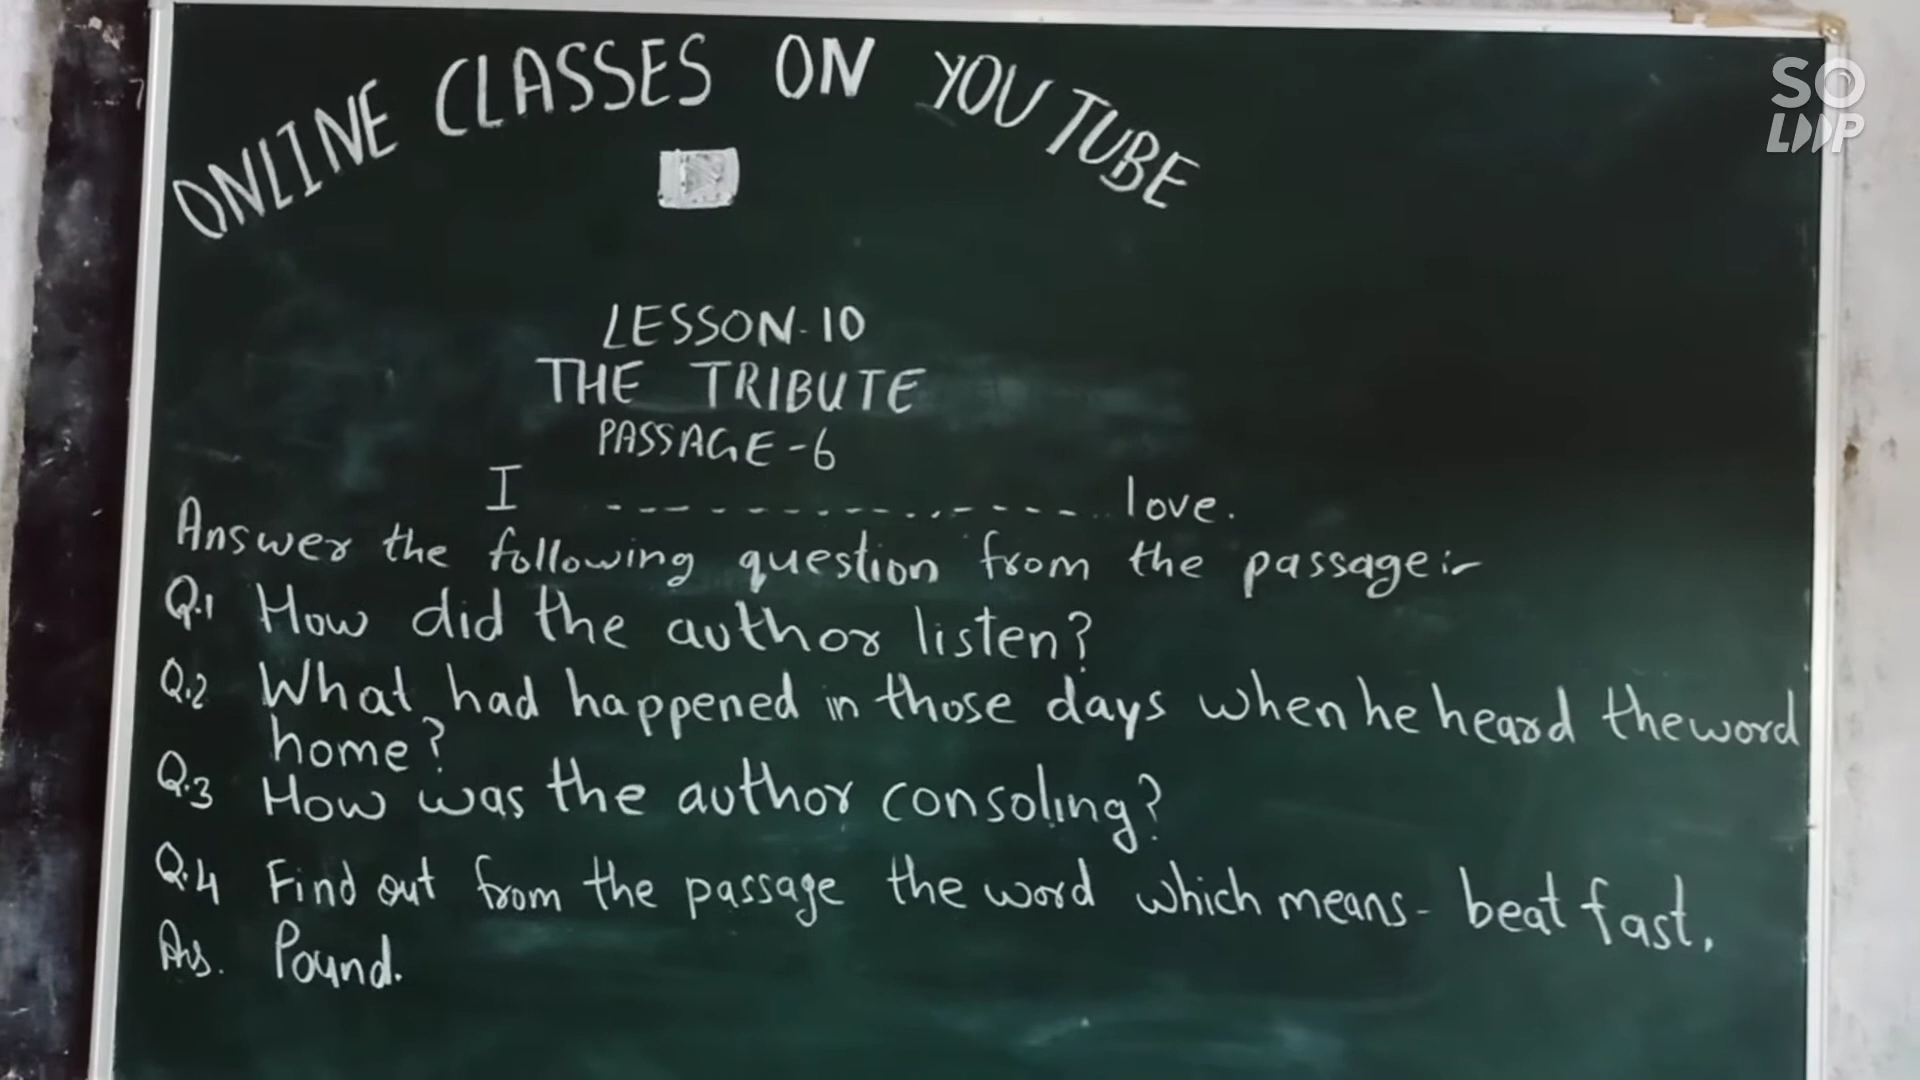 ONLINE CLASSES ON YOUTUBE
SO
LOOP
LESSON-10
THE TRIBUTE
PASSAGE-6
I ------------------ love.
Answer the following question from the passage:-
Q.1 How did the author listen?
Q.2 What had happened in those days when he heard the word
home?
Q.3 How was the author consoling?
Q.4 Find out from the passage the word which means- beat fast.
Ans. Pound.